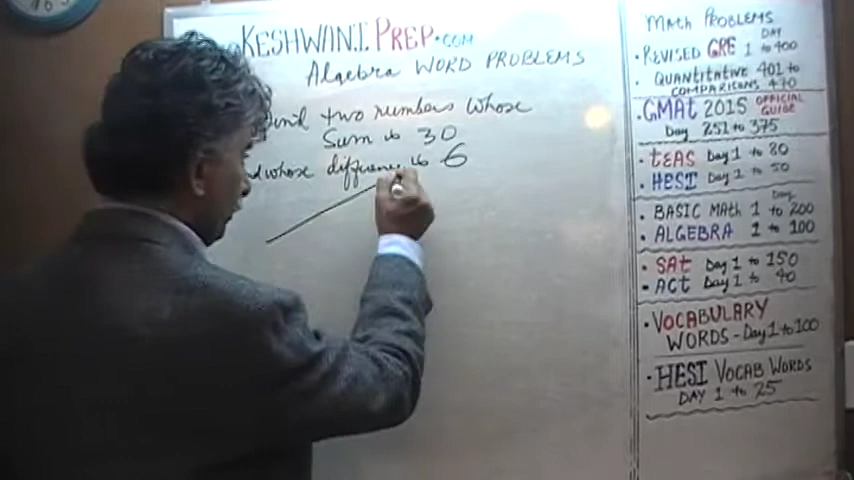 KESHWANI PREP.COM
Algebra WORD PROBLEMS
Find two numbers whose
Sum is 30
whose difference is 6
MATH PROBLEMS
• REVISED GRE DAY 1 to 400
• QUANTITATIVE 401 to
COMPARISONS 470
• GMAT 2015 OFFICIAL GUIDE
Day 251 to 375
• TEAS Day 1 to 80
• HESI Day 1 to 50
Day
• BASIC MATH 1 to 200
• ALGEBRA 1 to 100
• SAT Day 1 to 150
• ACT Day 1 to 40
• VOCABULARY
WORDS - Day 1 to 100
• HESI VOCAB WORDS
DAY 1 to 25